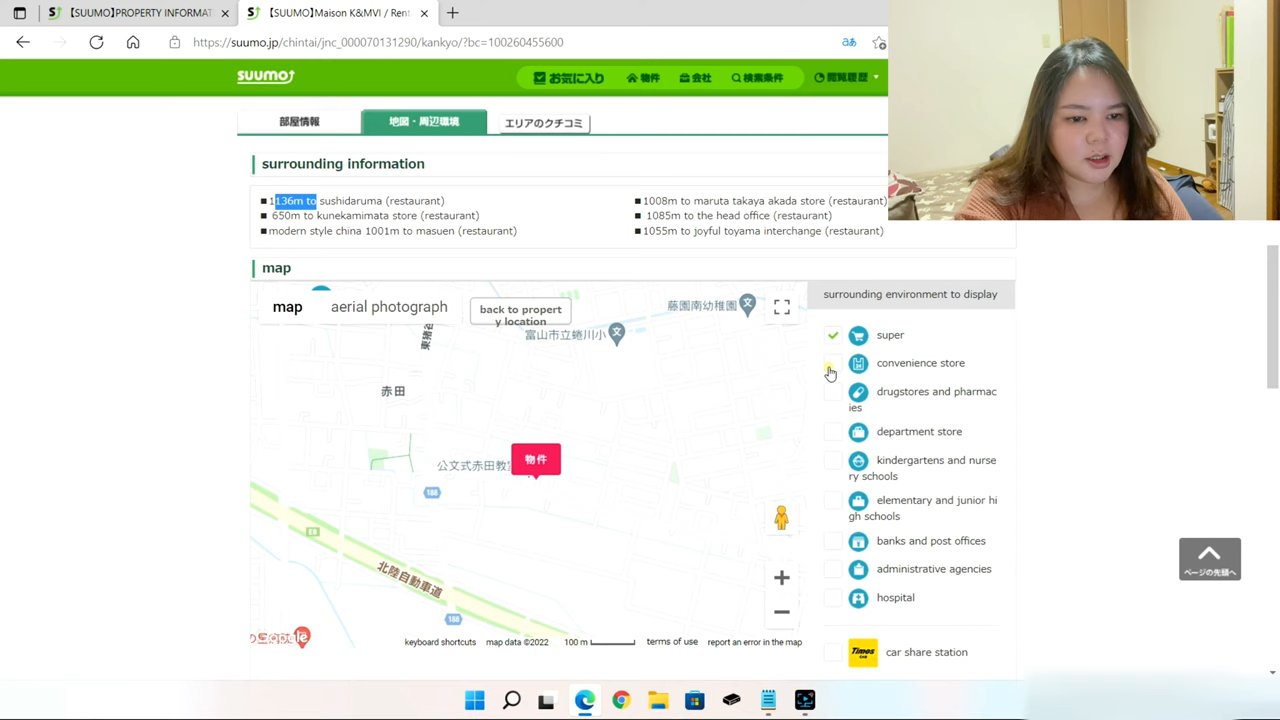 【SUUMO】PROPERTY INFORMAT
【SUUMO】Maison K&MVI / Rent
https://suumo.jp/chintai/jnc_000070131290/kankyo/?bc=100260455600
SUUMO
お気に入り
物件
会社
検索条件
閲覧履歴
部屋情報
地図・周辺環境
エリアのクチコミ
surrounding information
■1136m to sushidaruma (restaurant)
■1008m to maruta takaya akada store (restaurant)
■ 650m to kunekamimata store (restaurant)
■ 1085m to the head office (restaurant)
■modern style china 1001m to masuen (restaurant)
■1055m to joyful toyama interchange (restaurant)
map
map
aerial photograph
back to propert
y location
藤園南幼稚園
富山市立蜷川小
赤田
公文式赤田教
物件
188
北陸自動車道
188
keyboard shortcuts
map data ©2022
100 m
terms of use
report an error in the map
surrounding environment to display
super
convenience store
drugstores and pharmac
ies
department store
kindergartens and nurse
ry schools
elementary and junior hi
gh schools
banks and post offices
administrative agencies
hospital
Times
CAR
car share station
ページの先頭へ